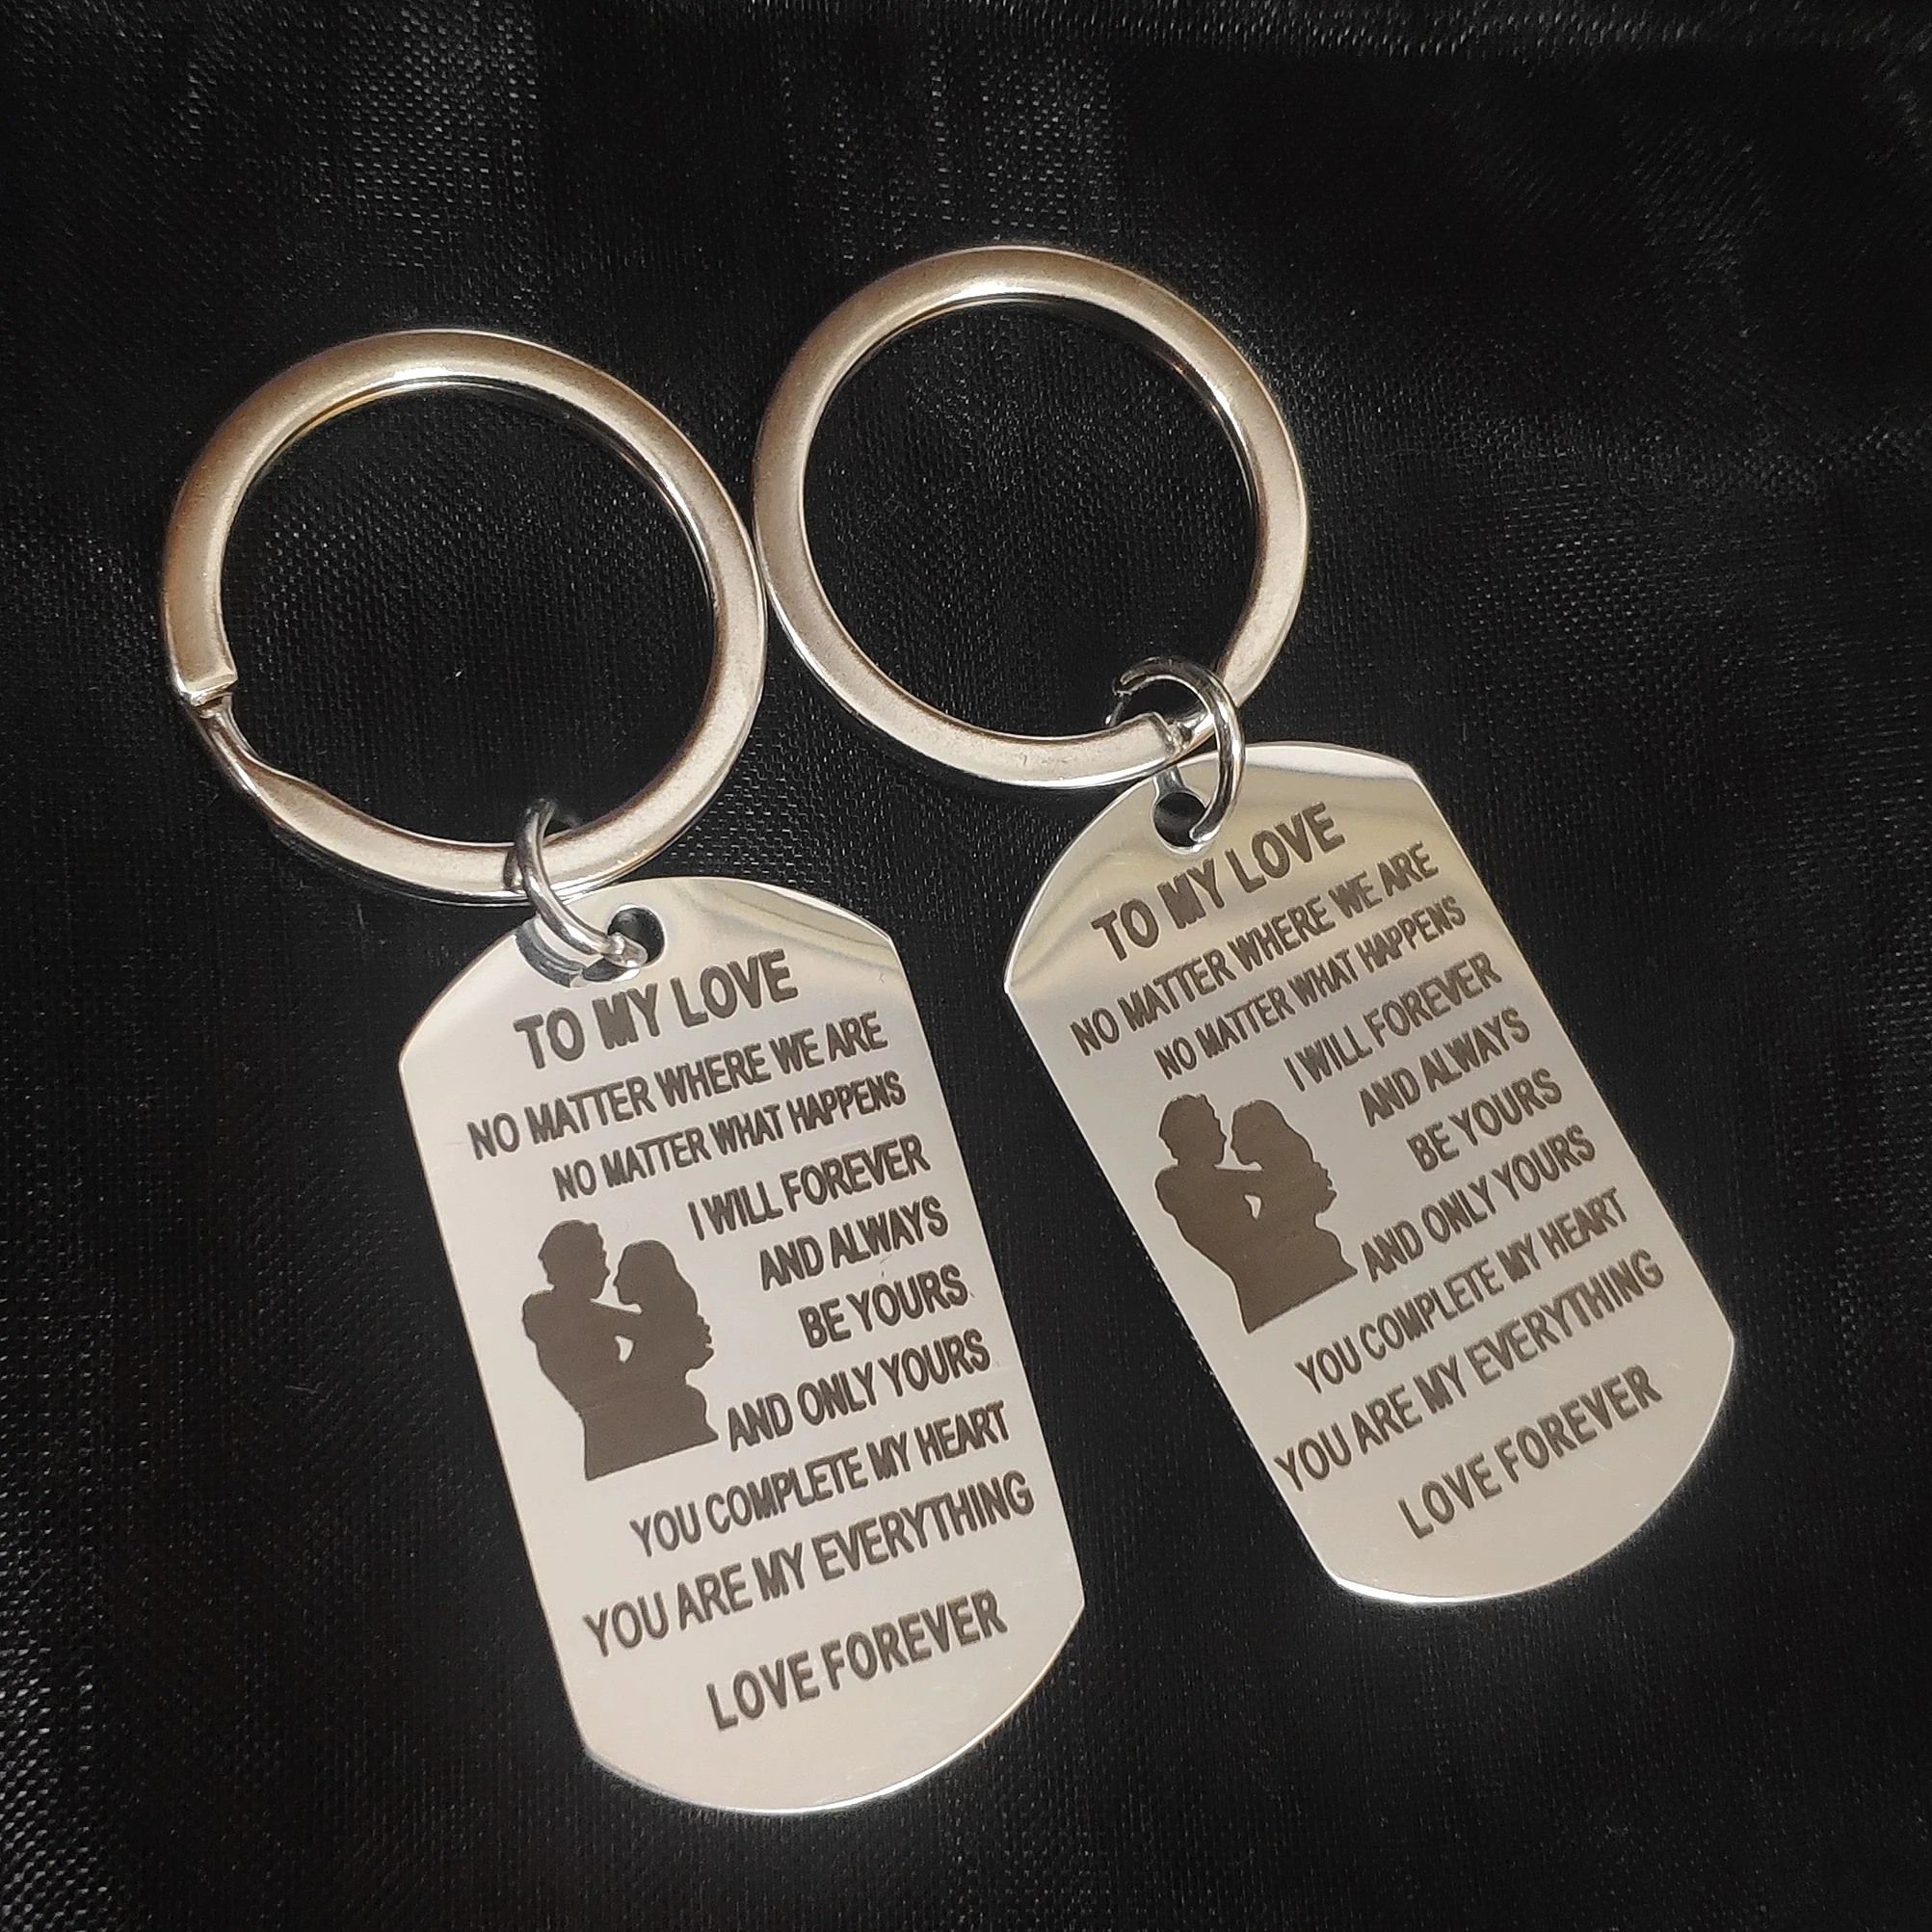 TO MY LOVE
NO MATTER WHERE WE ARE
NO MATTER WHAT HAPPENS
I WILL FOREVER
AND ALWAYS
BE YOURS
AND ONLY YOURS
YOU COMPLETE MY HEART
YOU ARE MY EVERYTHING
LOVE FOREVER
TO MY LOVE
NO MATTER WHERE WE ARE
NO MATTER WHAT HAPPENS
I WILL FOREVER
AND ALWAYS
BE YOURS
AND ONLY YOURS
YOU COMPLETE MY HEART
YOU ARE MY EVERYTHING
LOVE FOREVER